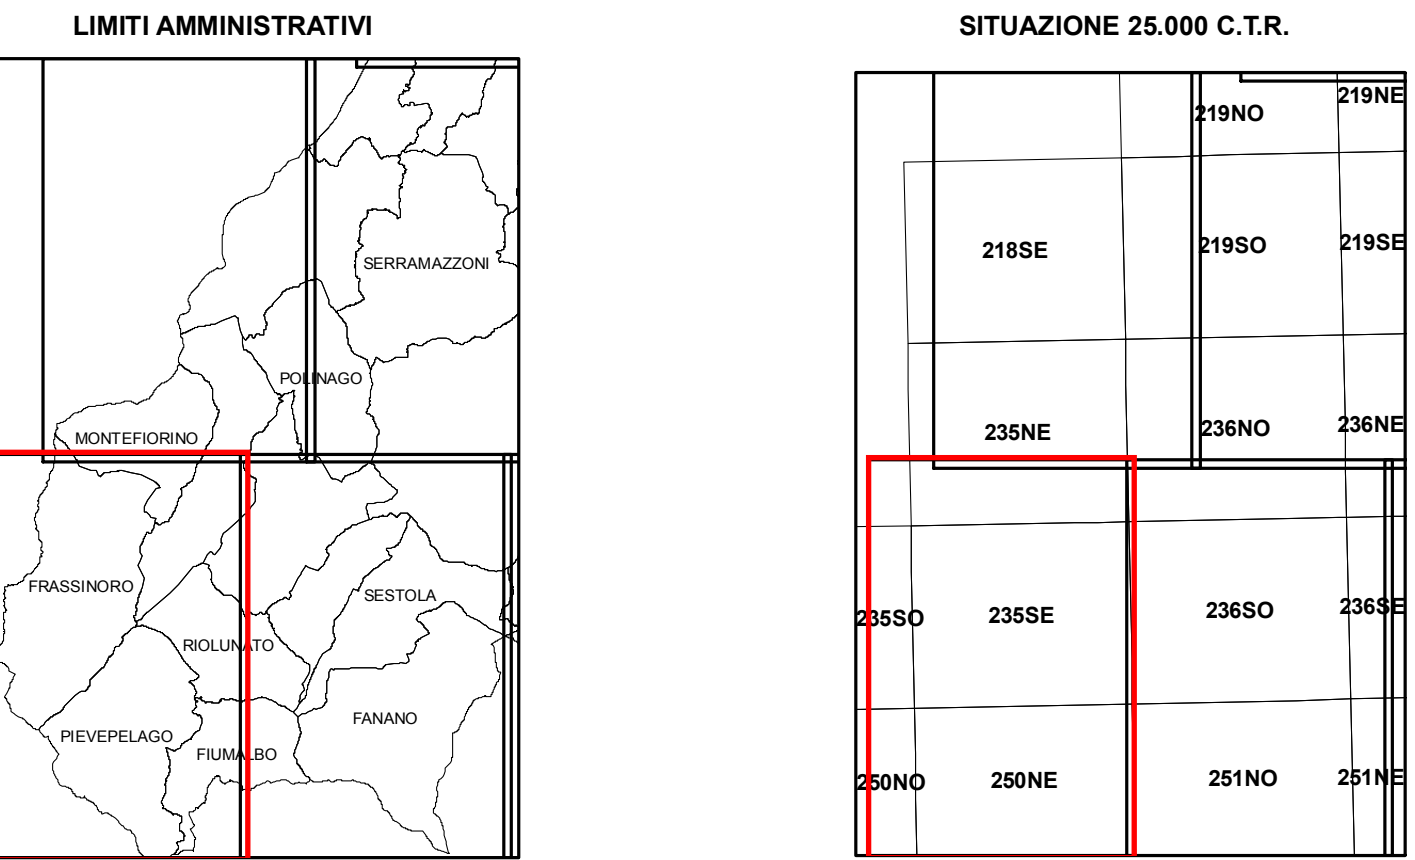 LIMITI AMMINISTRATIVI
SERRAMAZZONI
POLINAGO
MONTEFIORINO
FRASSINORO
SESTOLA
RIOLUNATO
FANANO
PIEVEPELAGO
FIUMALBO
SITUAZIONE 25.000 C.T.R.
219NO 219NE
218SE 219SO 219SE
235NE 236NO 236NE
235SO 235SE 236SO 236SE
250NO 250NE 251NO 251NE